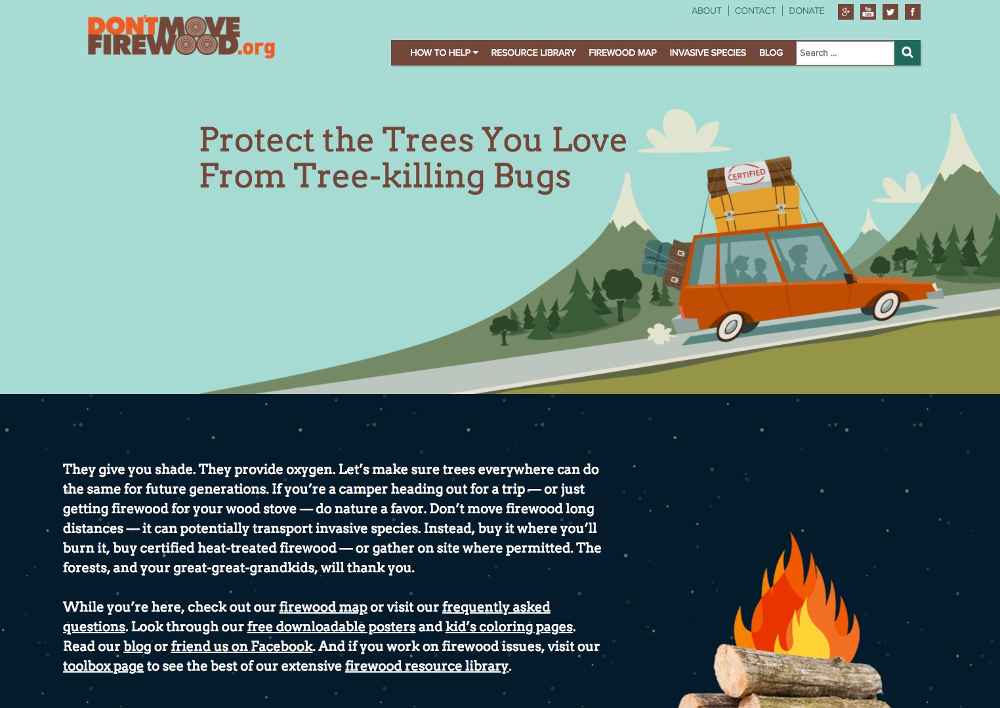 ABOUT CONTACT DONATE
g+ You Tube f
DON'T MOVE
FIREWOOD.org
HOW TO HELP RESOURCE LIBRARY FIREWOOD MAP INVASIVE SPECIES BLOG Search ...
Protect the Trees You Love
From Tree-killing Bugs
CERTIFIED
They give you shade. They provide oxygen. Let’s make sure trees everywhere can do
the same for future generations. If you’re a camper heading out for a trip — or just
getting firewood for your wood stove — do nature a favor. Don’t move firewood long
distances — it can potentially transport invasive species. Instead, buy it where you’ll
burn it, buy certified heat-treated firewood — or gather on site where permitted. The
forests, and your great-great-grandkids, will thank you.
While you’re here, check out our firewood map or visit our frequently asked
questions. Look through our free downloadable posters and kid’s coloring pages.
Read our blog or friend us on Facebook. And if you work on firewood issues, visit our
toolbox page to see the best of our extensive firewood resource library.